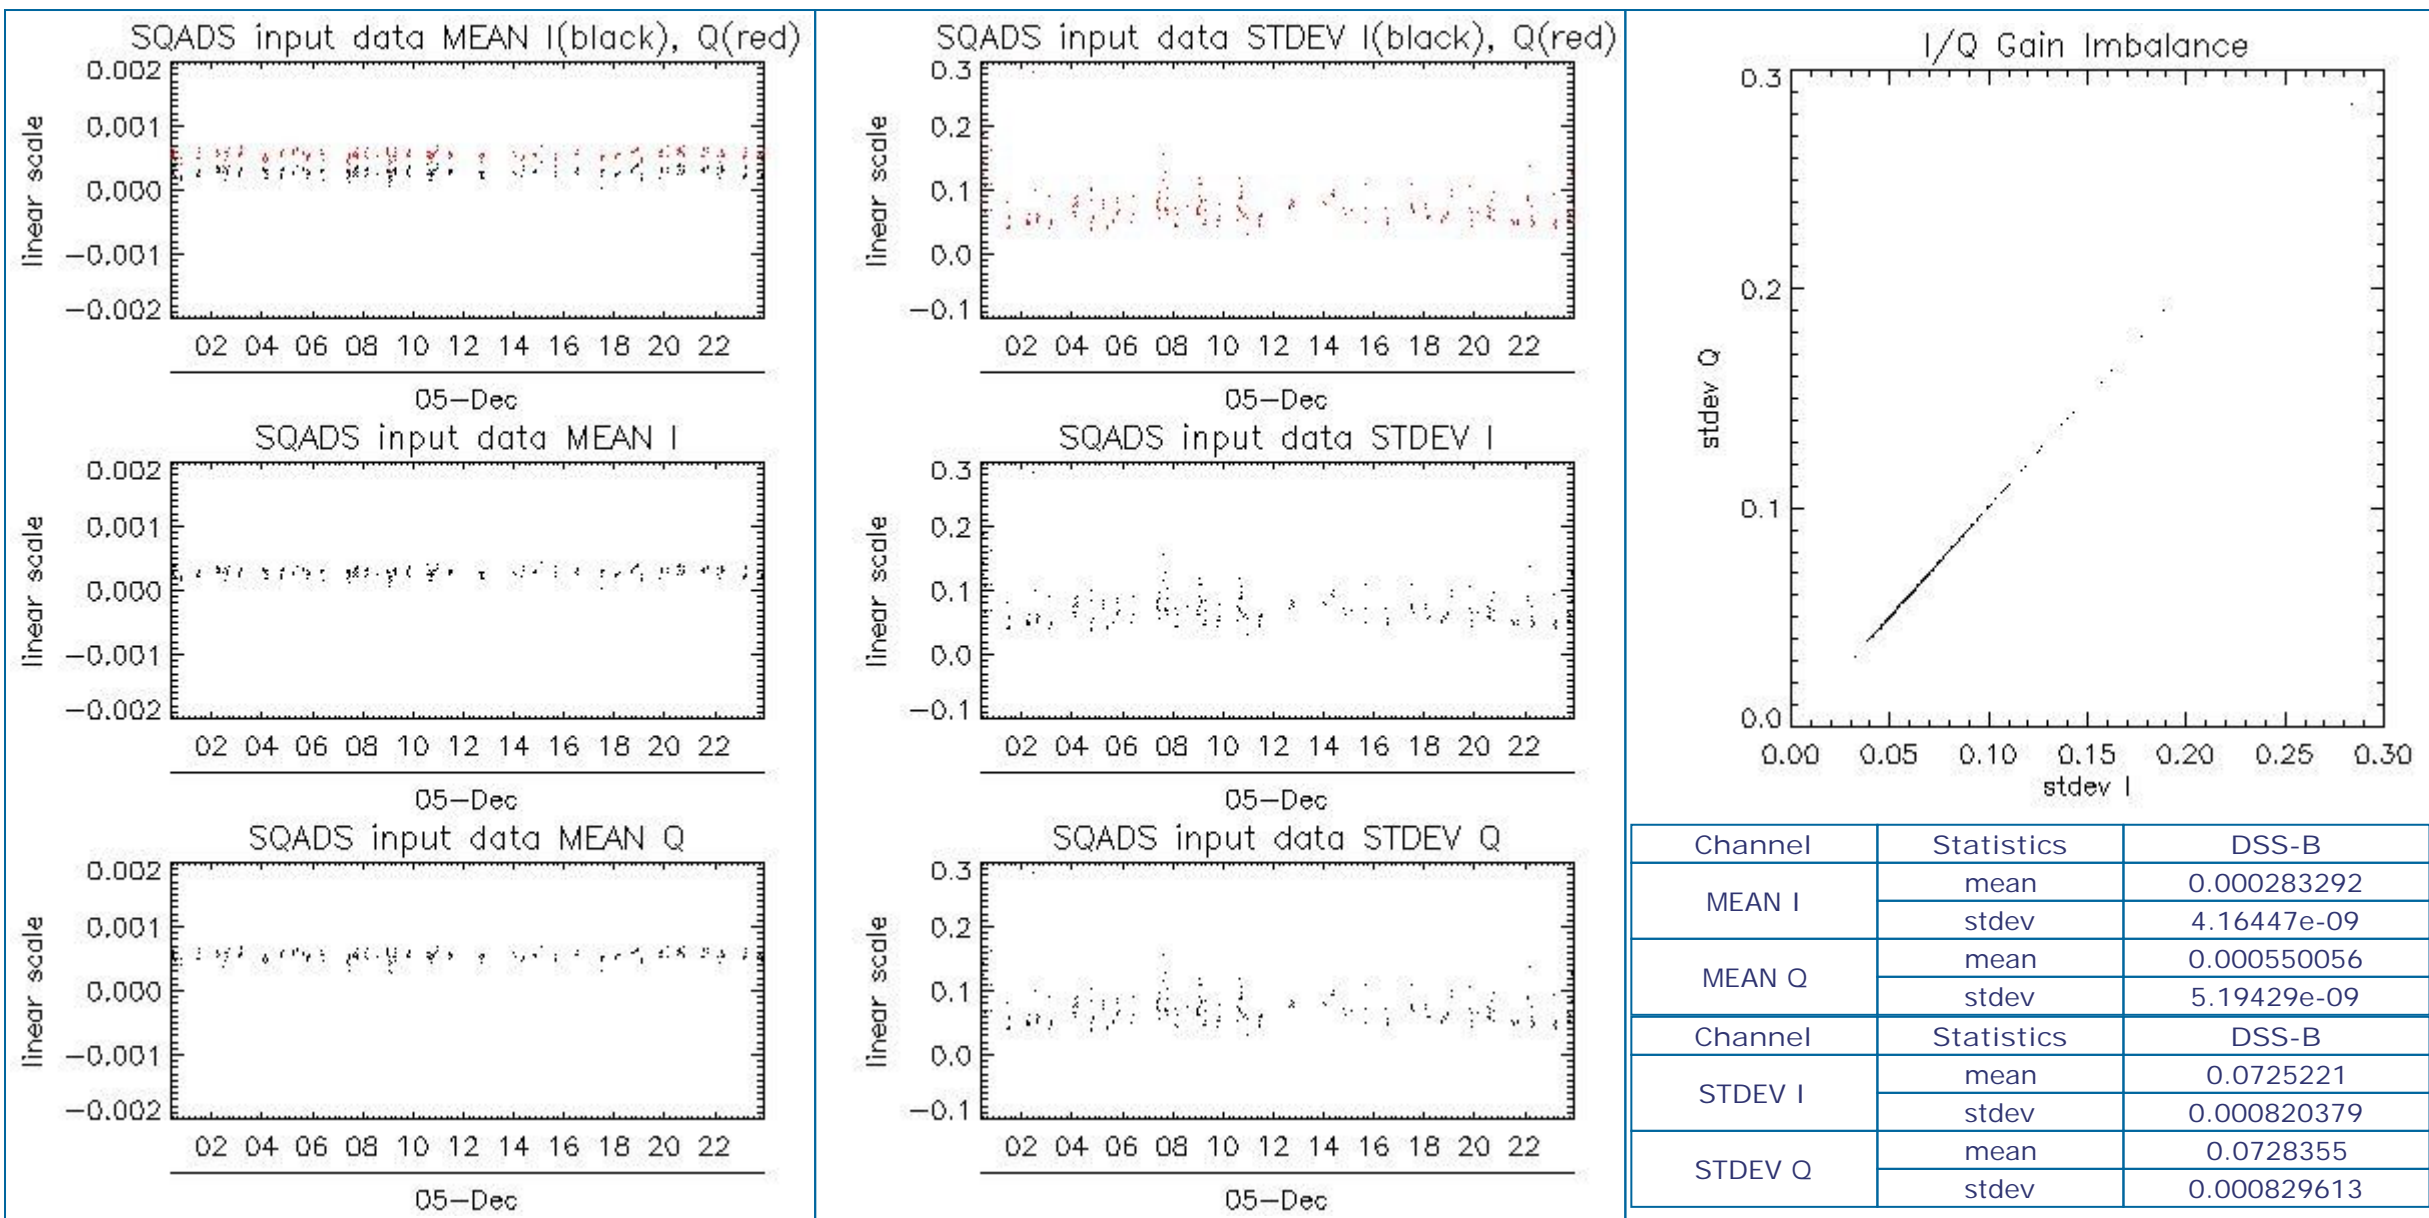 SQADS input data MEAN I(black), Q(red)
linear scale
0.002
0.001
0.000
-0.001
-0.002
02 04 06 08 10 12 14 16 18 20 22
05-Dec
SQADS input data MEAN I
linear scale
0.002
0.001
0.000
-0.001
-0.002
02 04 06 08 10 12 14 16 18 20 22
05-Dec
SQADS input data MEAN Q
linear scale
0.002
0.001
0.000
-0.001
-0.002
02 04 06 08 10 12 14 16 18 20 22
05-Dec
SQADS input data STDEV I(black), Q(red)
linear scale
0.3
0.2
0.1
0.0
-0.1
02 04 06 08 10 12 14 16 18 20 22
05-Dec
SQADS input data STDEV I
linear scale
0.3
0.2
0.1
0.0
-0.1
02 04 06 08 10 12 14 16 18 20 22
05-Dec
SQADS input data STDEV Q
linear scale
0.3
0.2
0.1
0.0
-0.1
02 04 06 08 10 12 14 16 18 20 22
05-Dec
I/Q Gain Imbalance
stdev Q
0.3
0.2
0.1
0.0
0.00 0.05 0.10 0.15 0.20 0.25 0.30
stdev I
Channel Statistics DSS-B
MEAN I mean 0.000283292
stdev 4.16447e-09
MEAN Q mean 0.000550056
stdev 5.19429e-09
Channel Statistics DSS-B
STDEV I mean 0.0725221
stdev 0.000820379
STDEV Q mean 0.0728355
stdev 0.000829613